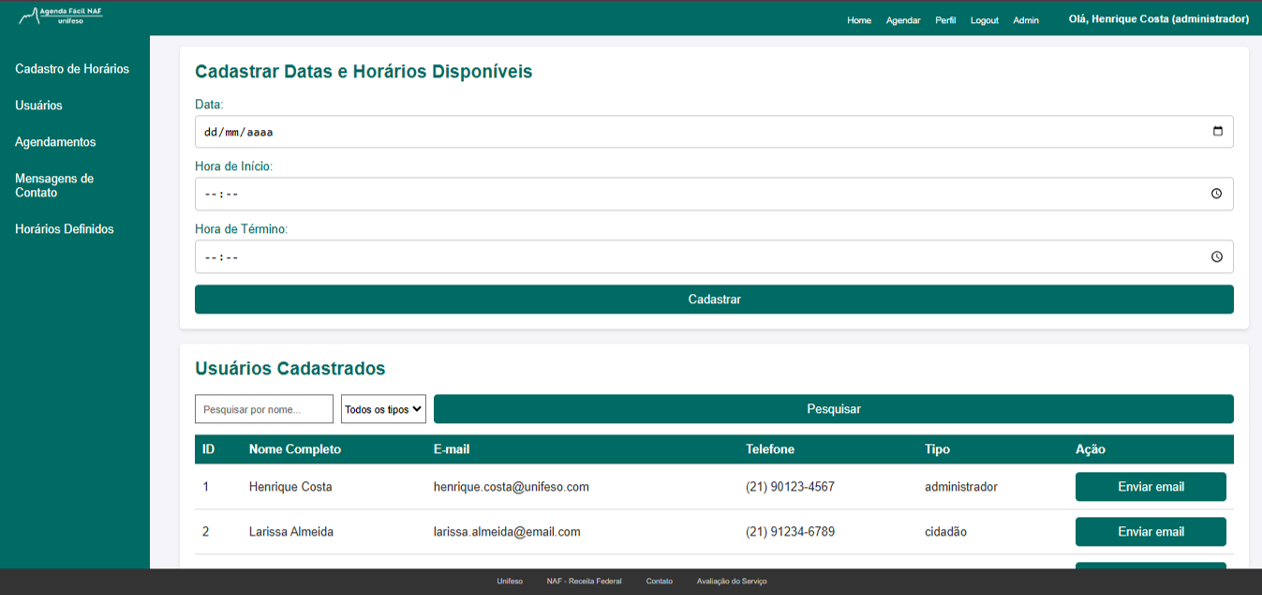 Agenda Fácil NAF
unifeso
Home Agendar Perfil Logout Admin Olá, Henrique Costa (administrador)
Cadastro de Horários
Usuários
Agendamentos
Mensagens de
Contato
Horários Definidos
Cadastrar Datas e Horários Disponíveis
Data:
dd/mm/aaaa
Hora de Início:
--:--
Hora de Término:
--:--
Cadastrar
Usuários Cadastrados
Pesquisar por nome... Todos os tipos Pesquisar
ID Nome Completo E-mail Telefone Tipo Ação
1 Henrique Costa henrique.costa@unifeso.com (21) 90123-4567 administrador Enviar email
2 Larissa Almeida larissa.almeida@email.com (21) 91234-6789 cidadão Enviar email
Unifeso NAF - Receita Federal Contato Avaliação do Serviço